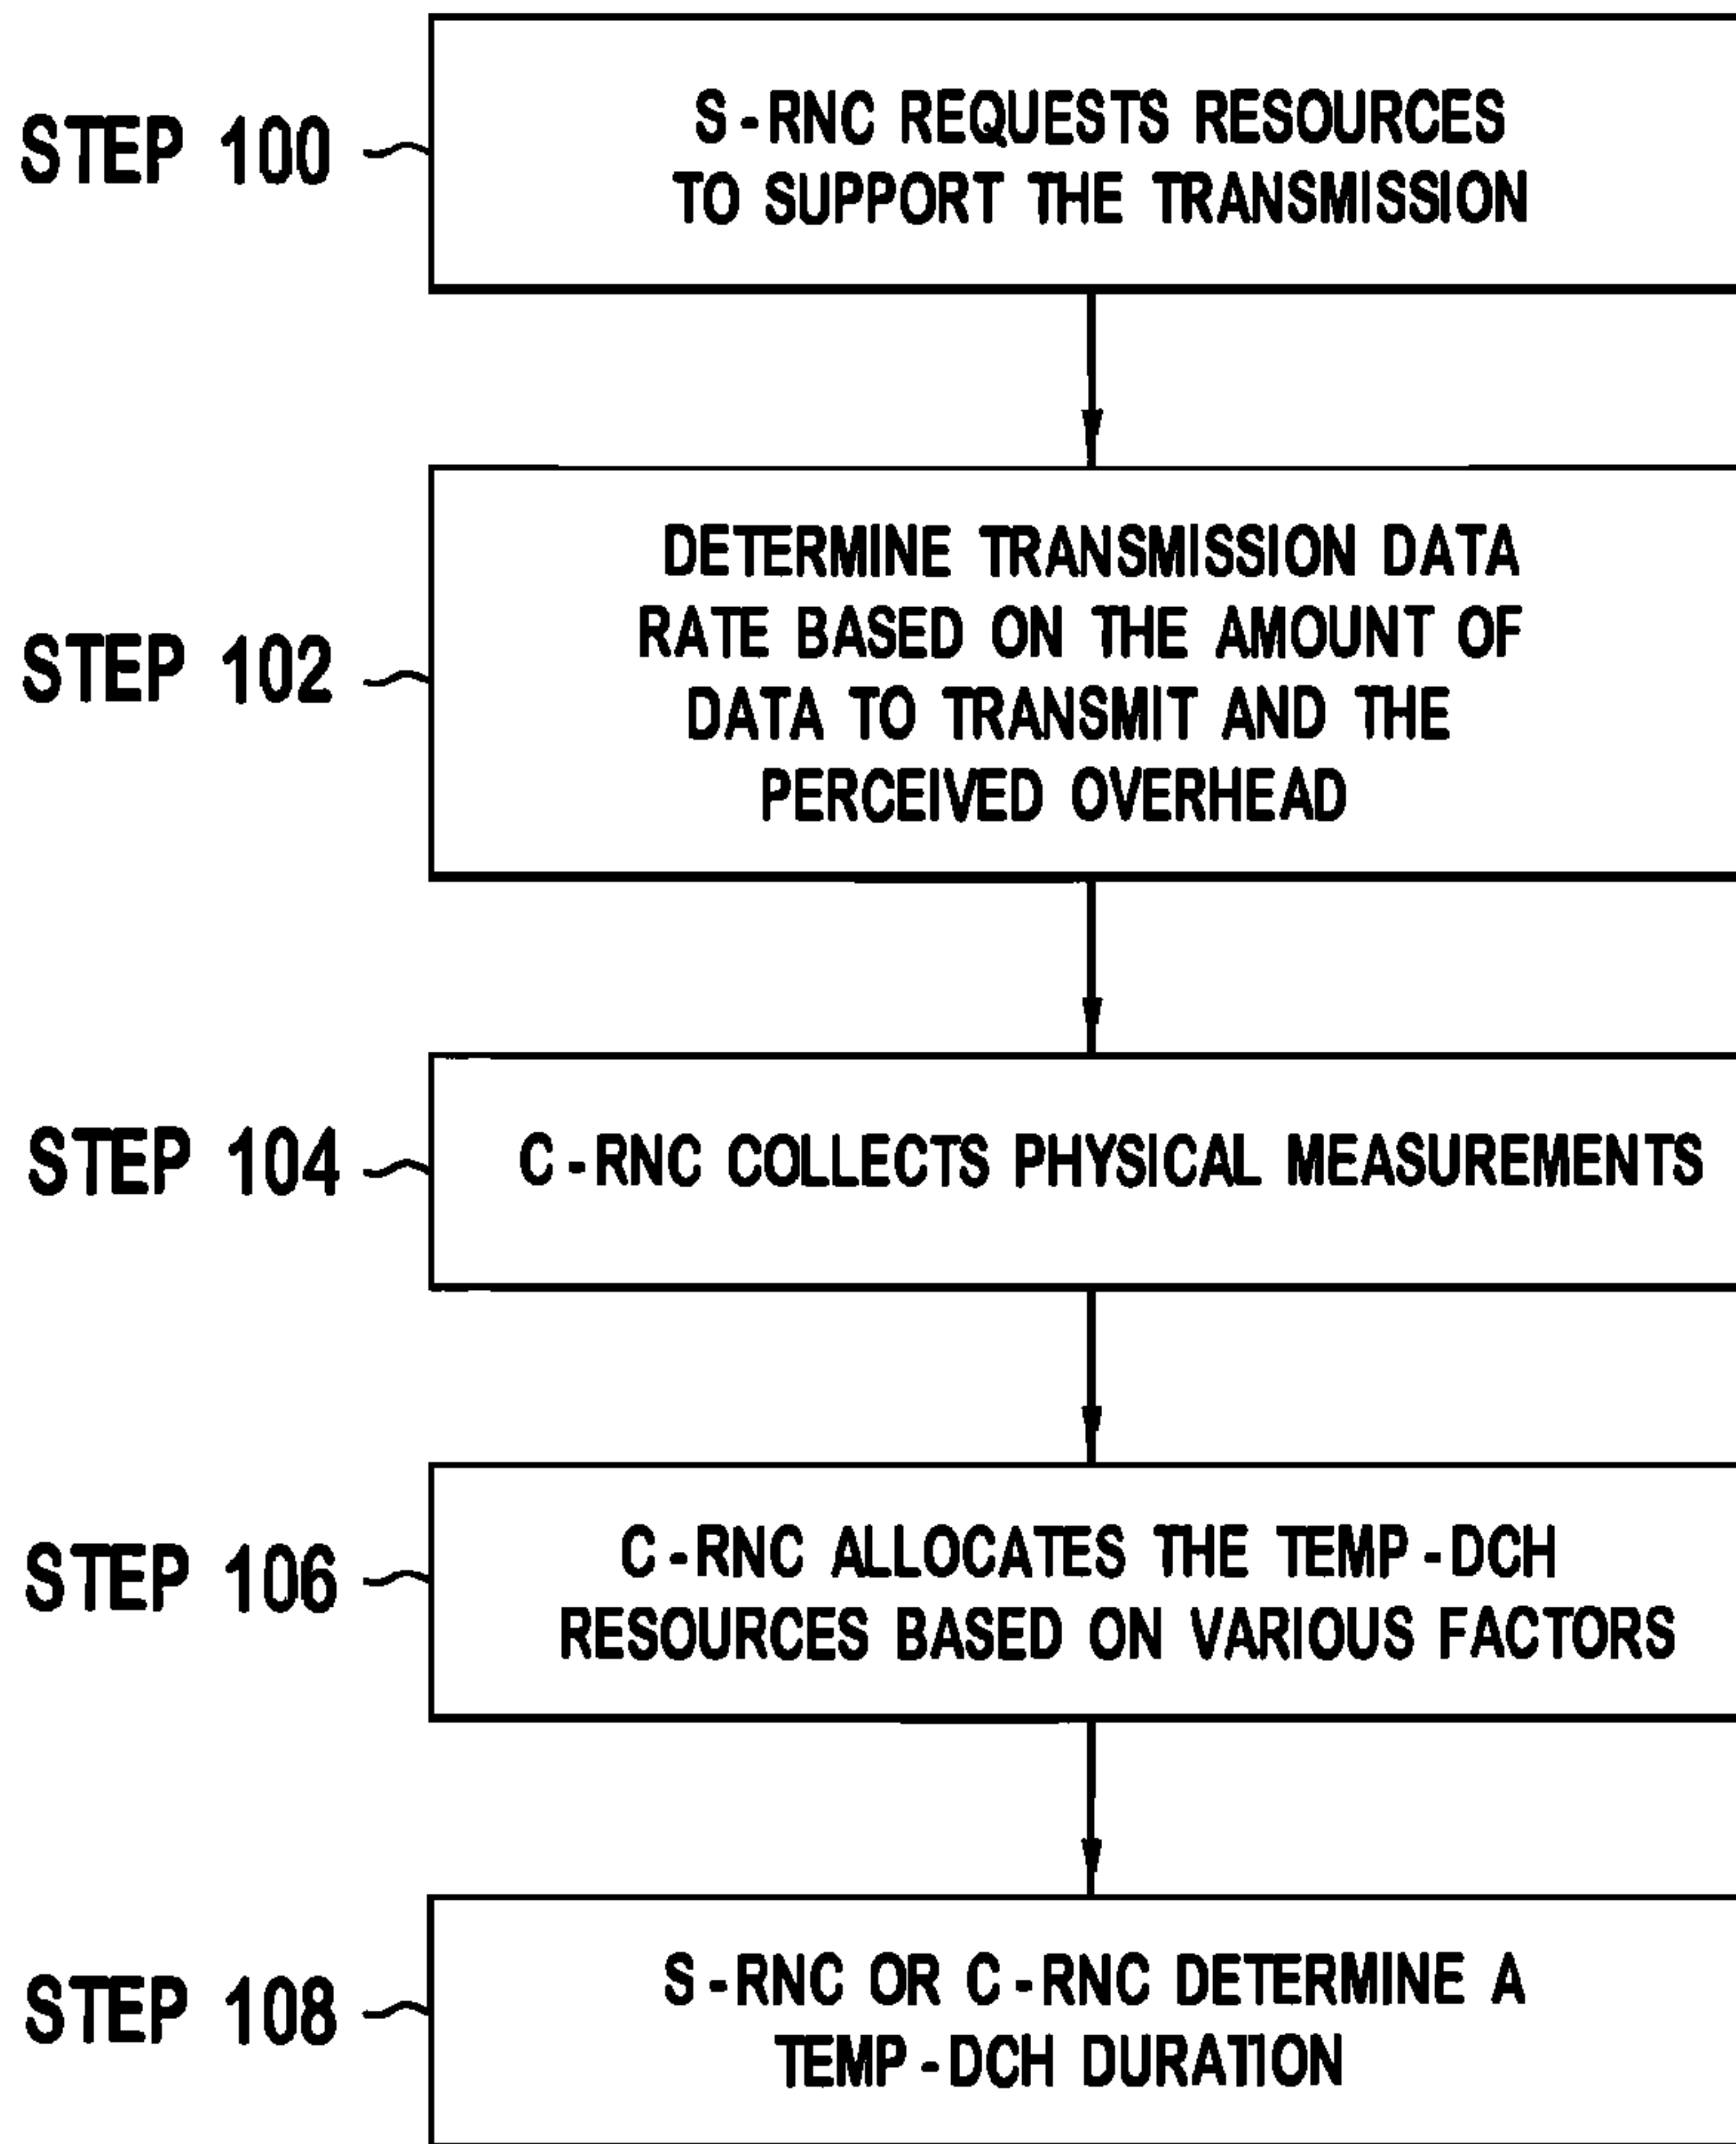 STEP 100
S-RNC REQUESTS RESOURCES
TO SUPPORT THE TRANSMISSION
STEP 102
DETERMINE TRANSMISSION DATA
RATE BASED ON THE AMOUNT OF
DATA TO TRANSMIT AND THE
PERCEIVED OVERHEAD
STEP 104
C-RNC COLLECTS PHYSICAL MEASUREMENTS
STEP 106
C-RNC ALLOCATES THE TEMP-DCH
RESOURCES BASED ON VARIOUS FACTORS
STEP 108
S-RNC OR C-RNC DETERMINE A
TEMP-DCH DURATION